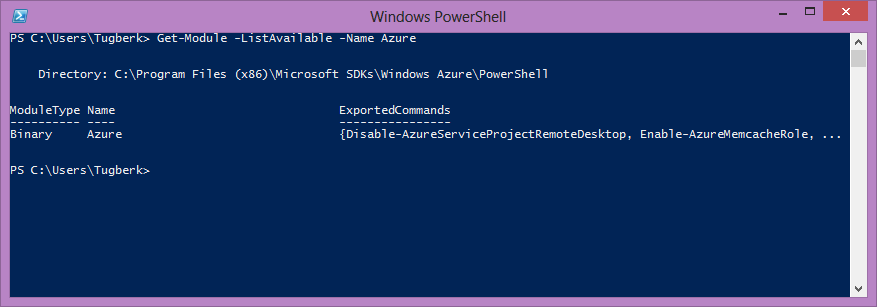 Windows PowerShell
PS C:\Users\Tugberk> Get-Module -ListAvailable -Name Azure
Directory: C:\Program Files (x86)\Microsoft SDKs\Windows Azure\PowerShell
ModuleType Name ExportedCommands
---------- ---- ----------------
Binary Azure {Disable-AzureServiceProjectRemoteDesktop, Enable-AzureMemcacheRole, ...
PS C:\Users\Tugberk>